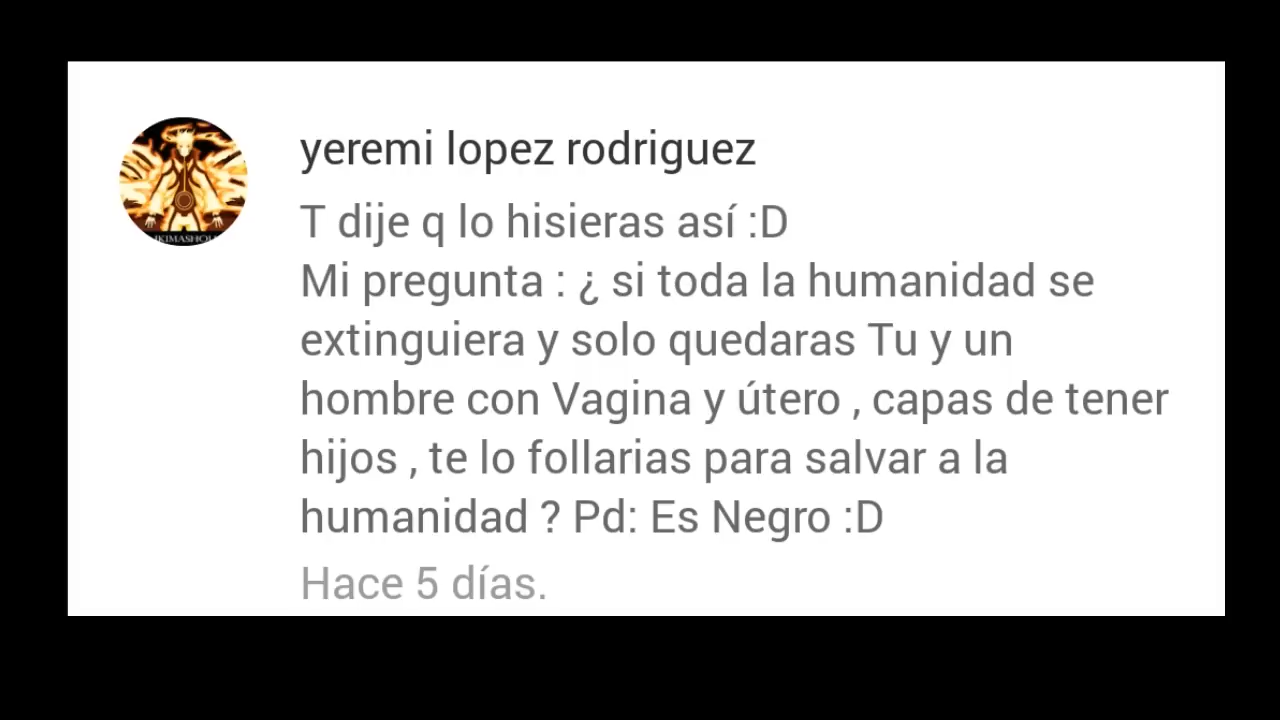 yeremi lopez rodriguez
T dije q lo hisieras así :D
Mi pregunta : ¿ si toda la humanidad se
extinguiera y solo quedaras Tu y un
hombre con Vagina y útero , capas de tener
hijos , te lo follarias para salvar a la
humanidad ? Pd: Es Negro :D
Hace 5 días.